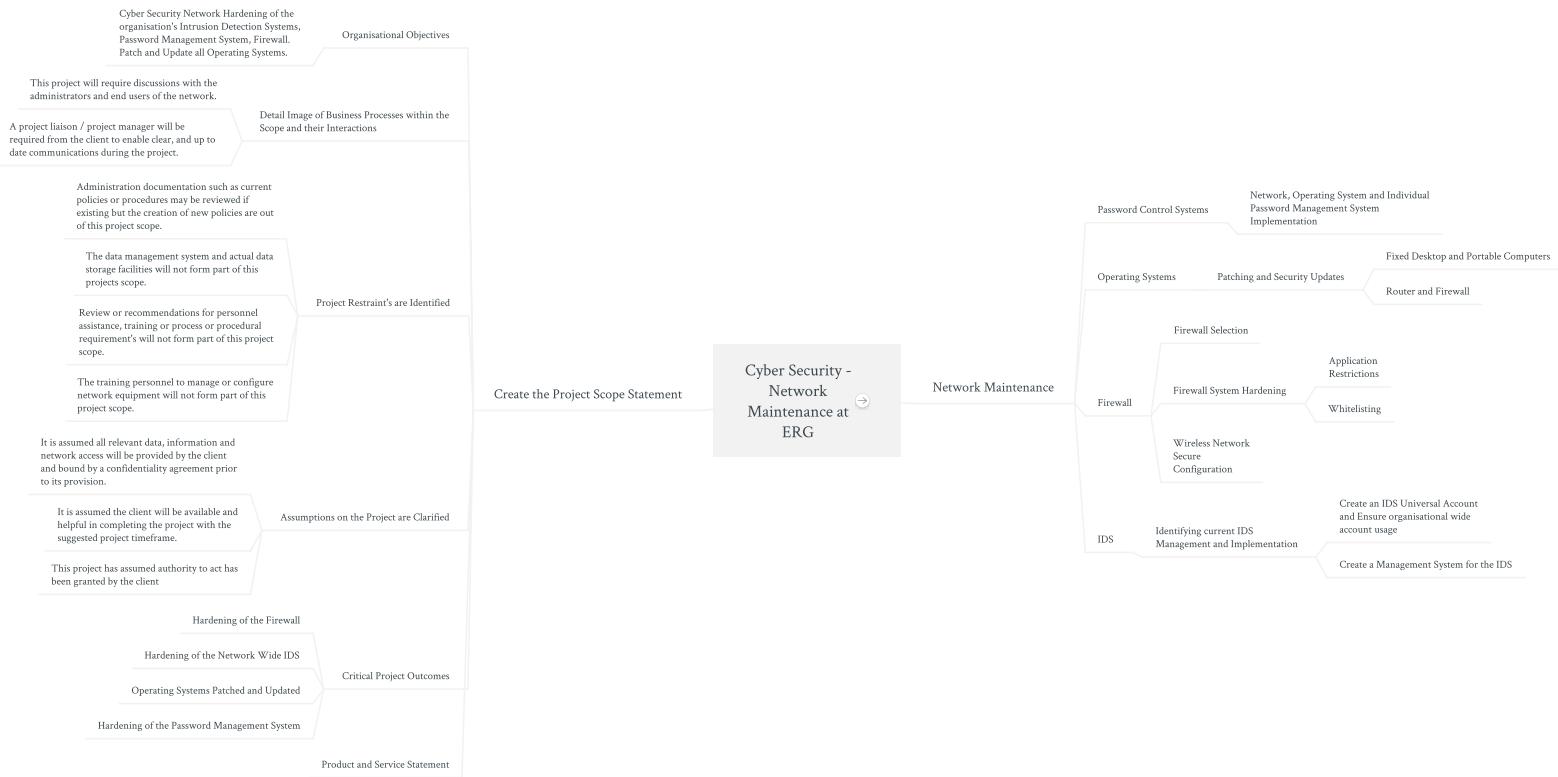 Cyber Security Network Hardening of the
organisation's Intrusion Detection Systems,
Password Management System, Firewall.
Patch and Update all Operating Systems.
Organisational Objectives
This project will require discussions with the
administrators and end users of the network.
A project liaison / project manager will be
required from the client to enable clear, and up to
date communications during the project.
Detail Image of Business Processes within the
Scope and their Interactions
Administration documentation such as current
policies or procedures may be reviewed if
existing but the creation of new policies are out
of this project scope.
The data management system and actual data
storage facilities will not form part of this
projects scope.
Review or recommendations for personnel
assistance, training or process or procedural
requirement's will not form part of this project
scope.
The training personnel to manage or configure
network equipment will not form part of this
project scope.
Project Restraint's are Identified
It is assumed all relevant data, information and
network access will be provided by the client
and bound by a confidentiality agreement prior
to its provision.
It is assumed the client will be available and
helpful in completing the project with the
suggested project timeframe.
This project has assumed authority to act has
been granted by the client
Assumptions on the Project are Clarified
Hardening of the Firewall
Hardening of the Network Wide IDS
Operating Systems Patched and Updated
Hardening of the Password Management System
Critical Project Outcomes
Product and Service Statement
Create the Project Scope Statement
Cyber Security -
Network
Maintenance at
ERG
Network Maintenance
Password Control Systems
Network, Operating System and Individual
Password Management System
Implementation
Operating Systems
Patching and Security Updates
Fixed Desktop and Portable Computers
Router and Firewall
Firewall
Firewall Selection
Firewall System Hardening
Application
Restrictions
Whitelisting
Wireless Network
Secure
Configuration
IDS
Identifying current IDS
Management and Implementation
Create an IDS Universal Account
and Ensure organisational wide
account usage
Create a Management System for the IDS